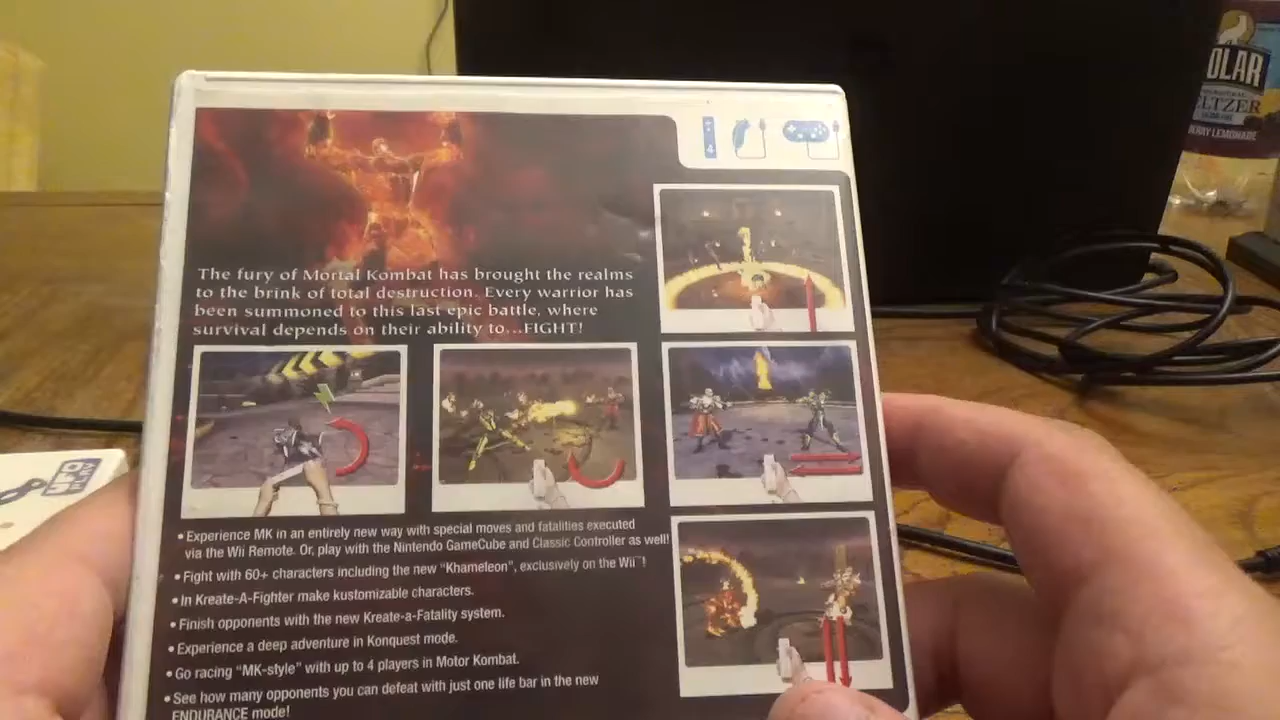 The fury of Mortal Kombat has brought the realms
to the brink of total destruction. Every warrior has
been summoned to this last epic battle, where
survival depends on their ability to...FIGHT!
4
• Experience MK in an entirely new way with special moves and fatalities executed
via the Wii Remote. Or, play with the Nintendo GameCube and Classic Controller as well!
• Fight with 60+ characters including the new "Khameleon", exclusively on the Wii™!
• In Kreate-A-Fighter make kustomizable characters.
• Finish opponents with the new Kreate-a-Fatality system.
• Experience a deep adventure in Konquest mode.
• Go racing "MK-style" with up to 4 players in Motor Kombat.
• See how many opponents you can defeat with just one life bar in the new
ENDURANCE mode!
OLAR
ELTZER
LEMONADE